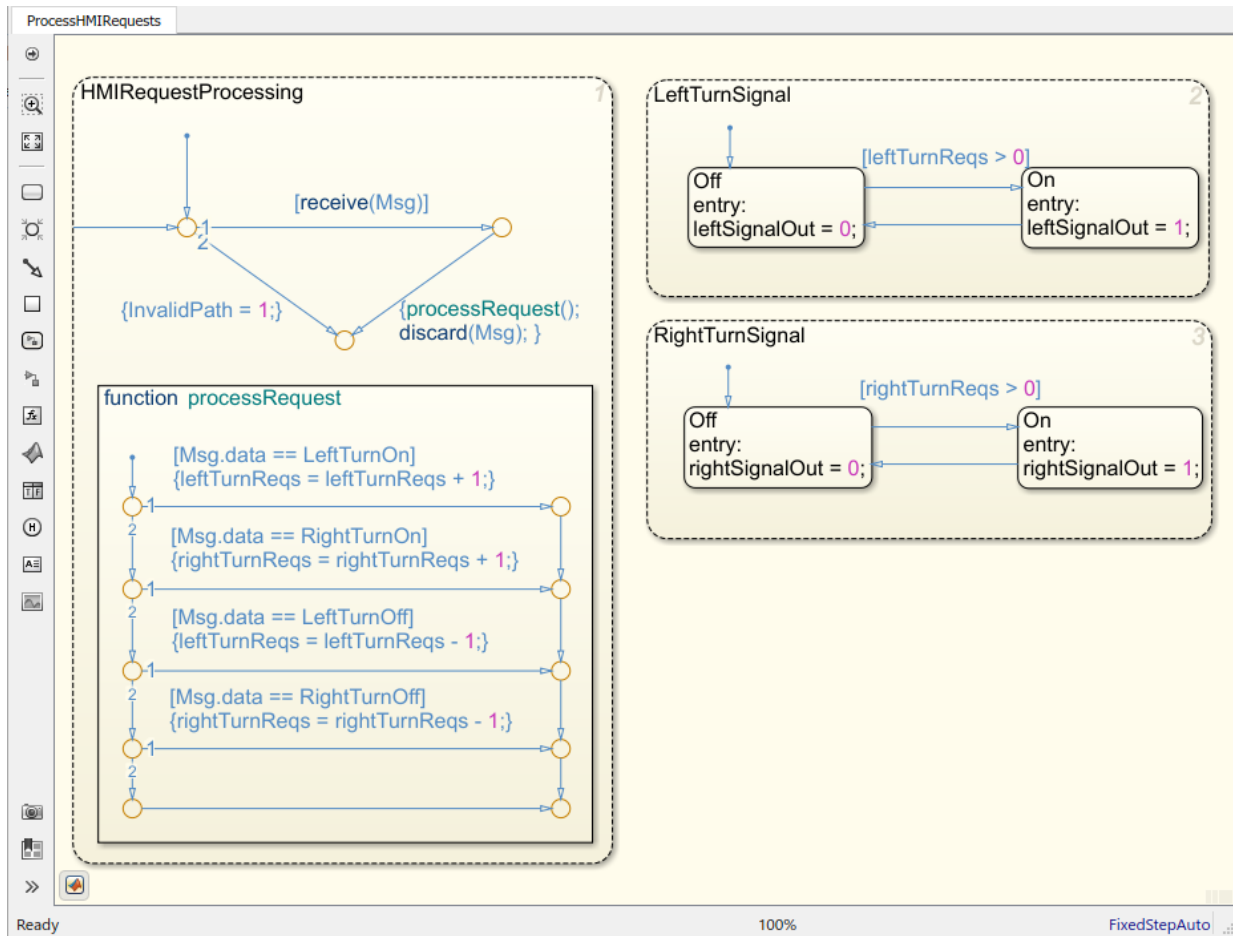 ProcessHMIRequests
HMIRequestProcessing
1
[receive(Msg)]
1
2
{InvalidPath = 1;}
{processRequest();
discard(Msg); }
function processRequest
[Msg.data == LeftTurnOn]
{leftTurnReqs = leftTurnReqs + 1;}
1
2
[Msg.data == RightTurnOn]
{rightTurnReqs = rightTurnReqs + 1;}
1
2
[Msg.data == LeftTurnOff]
{leftTurnReqs = leftTurnReqs - 1;}
1
2
[Msg.data == RightTurnOff]
{rightTurnReqs = rightTurnReqs - 1;}
1
2
LeftTurnSignal
2
[leftTurnReqs > 0]
Off
entry:
leftSignalOut = 0;
On
entry:
leftSignalOut = 1;
RightTurnSignal
3
[rightTurnReqs > 0]
Off
entry:
rightSignalOut = 0;
On
entry:
rightSignalOut = 1;
Ready
100%
FixedStepAuto